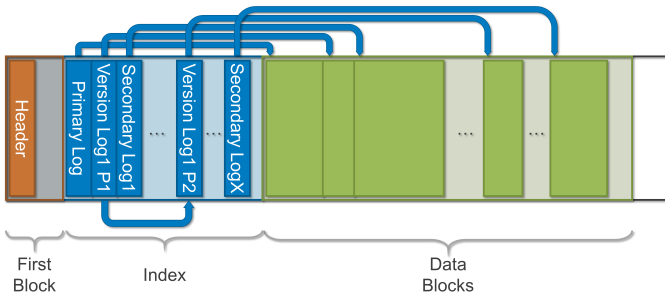 Header
Primary Log
Version Log1 P1
Secondary Log1
...
Version Log1 P2
...
Secondary LogX
...
...
First
Block
Index
Data
Blocks